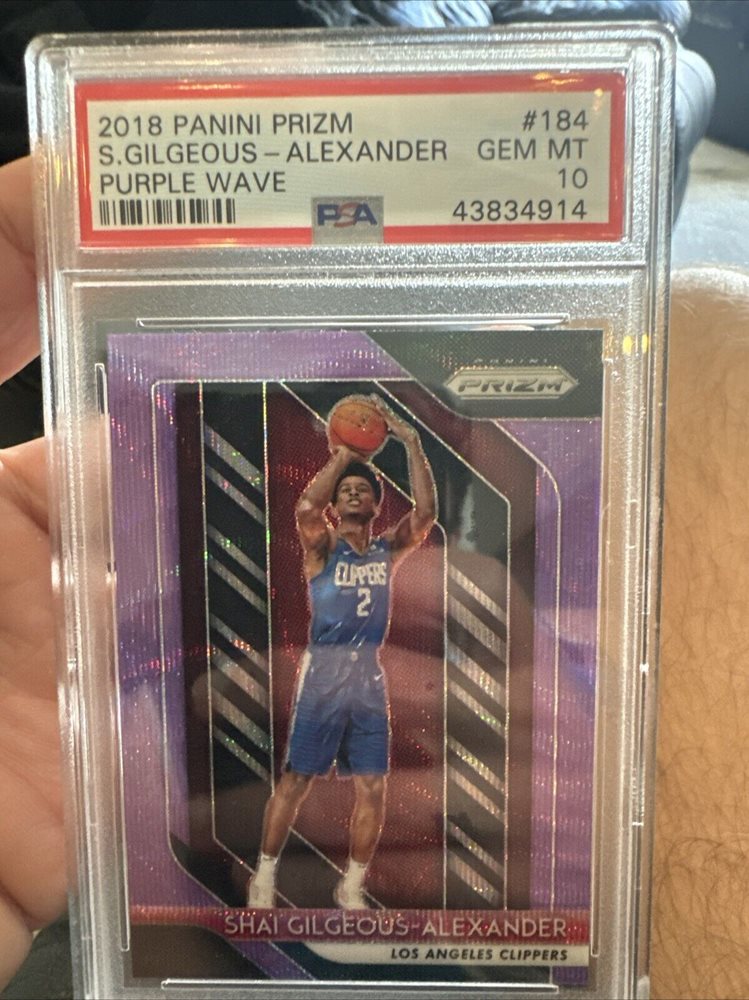 2018 PANINI PRIZM #184
S.GILGEOUS-ALEXANDER GEM MT
PURPLE WAVE 10
PSA 43834914
PANINI
PRIZM
CLIPPERS
2
SHAI GILGEOUS-ALEXANDER
LOS ANGELES CLIPPERS